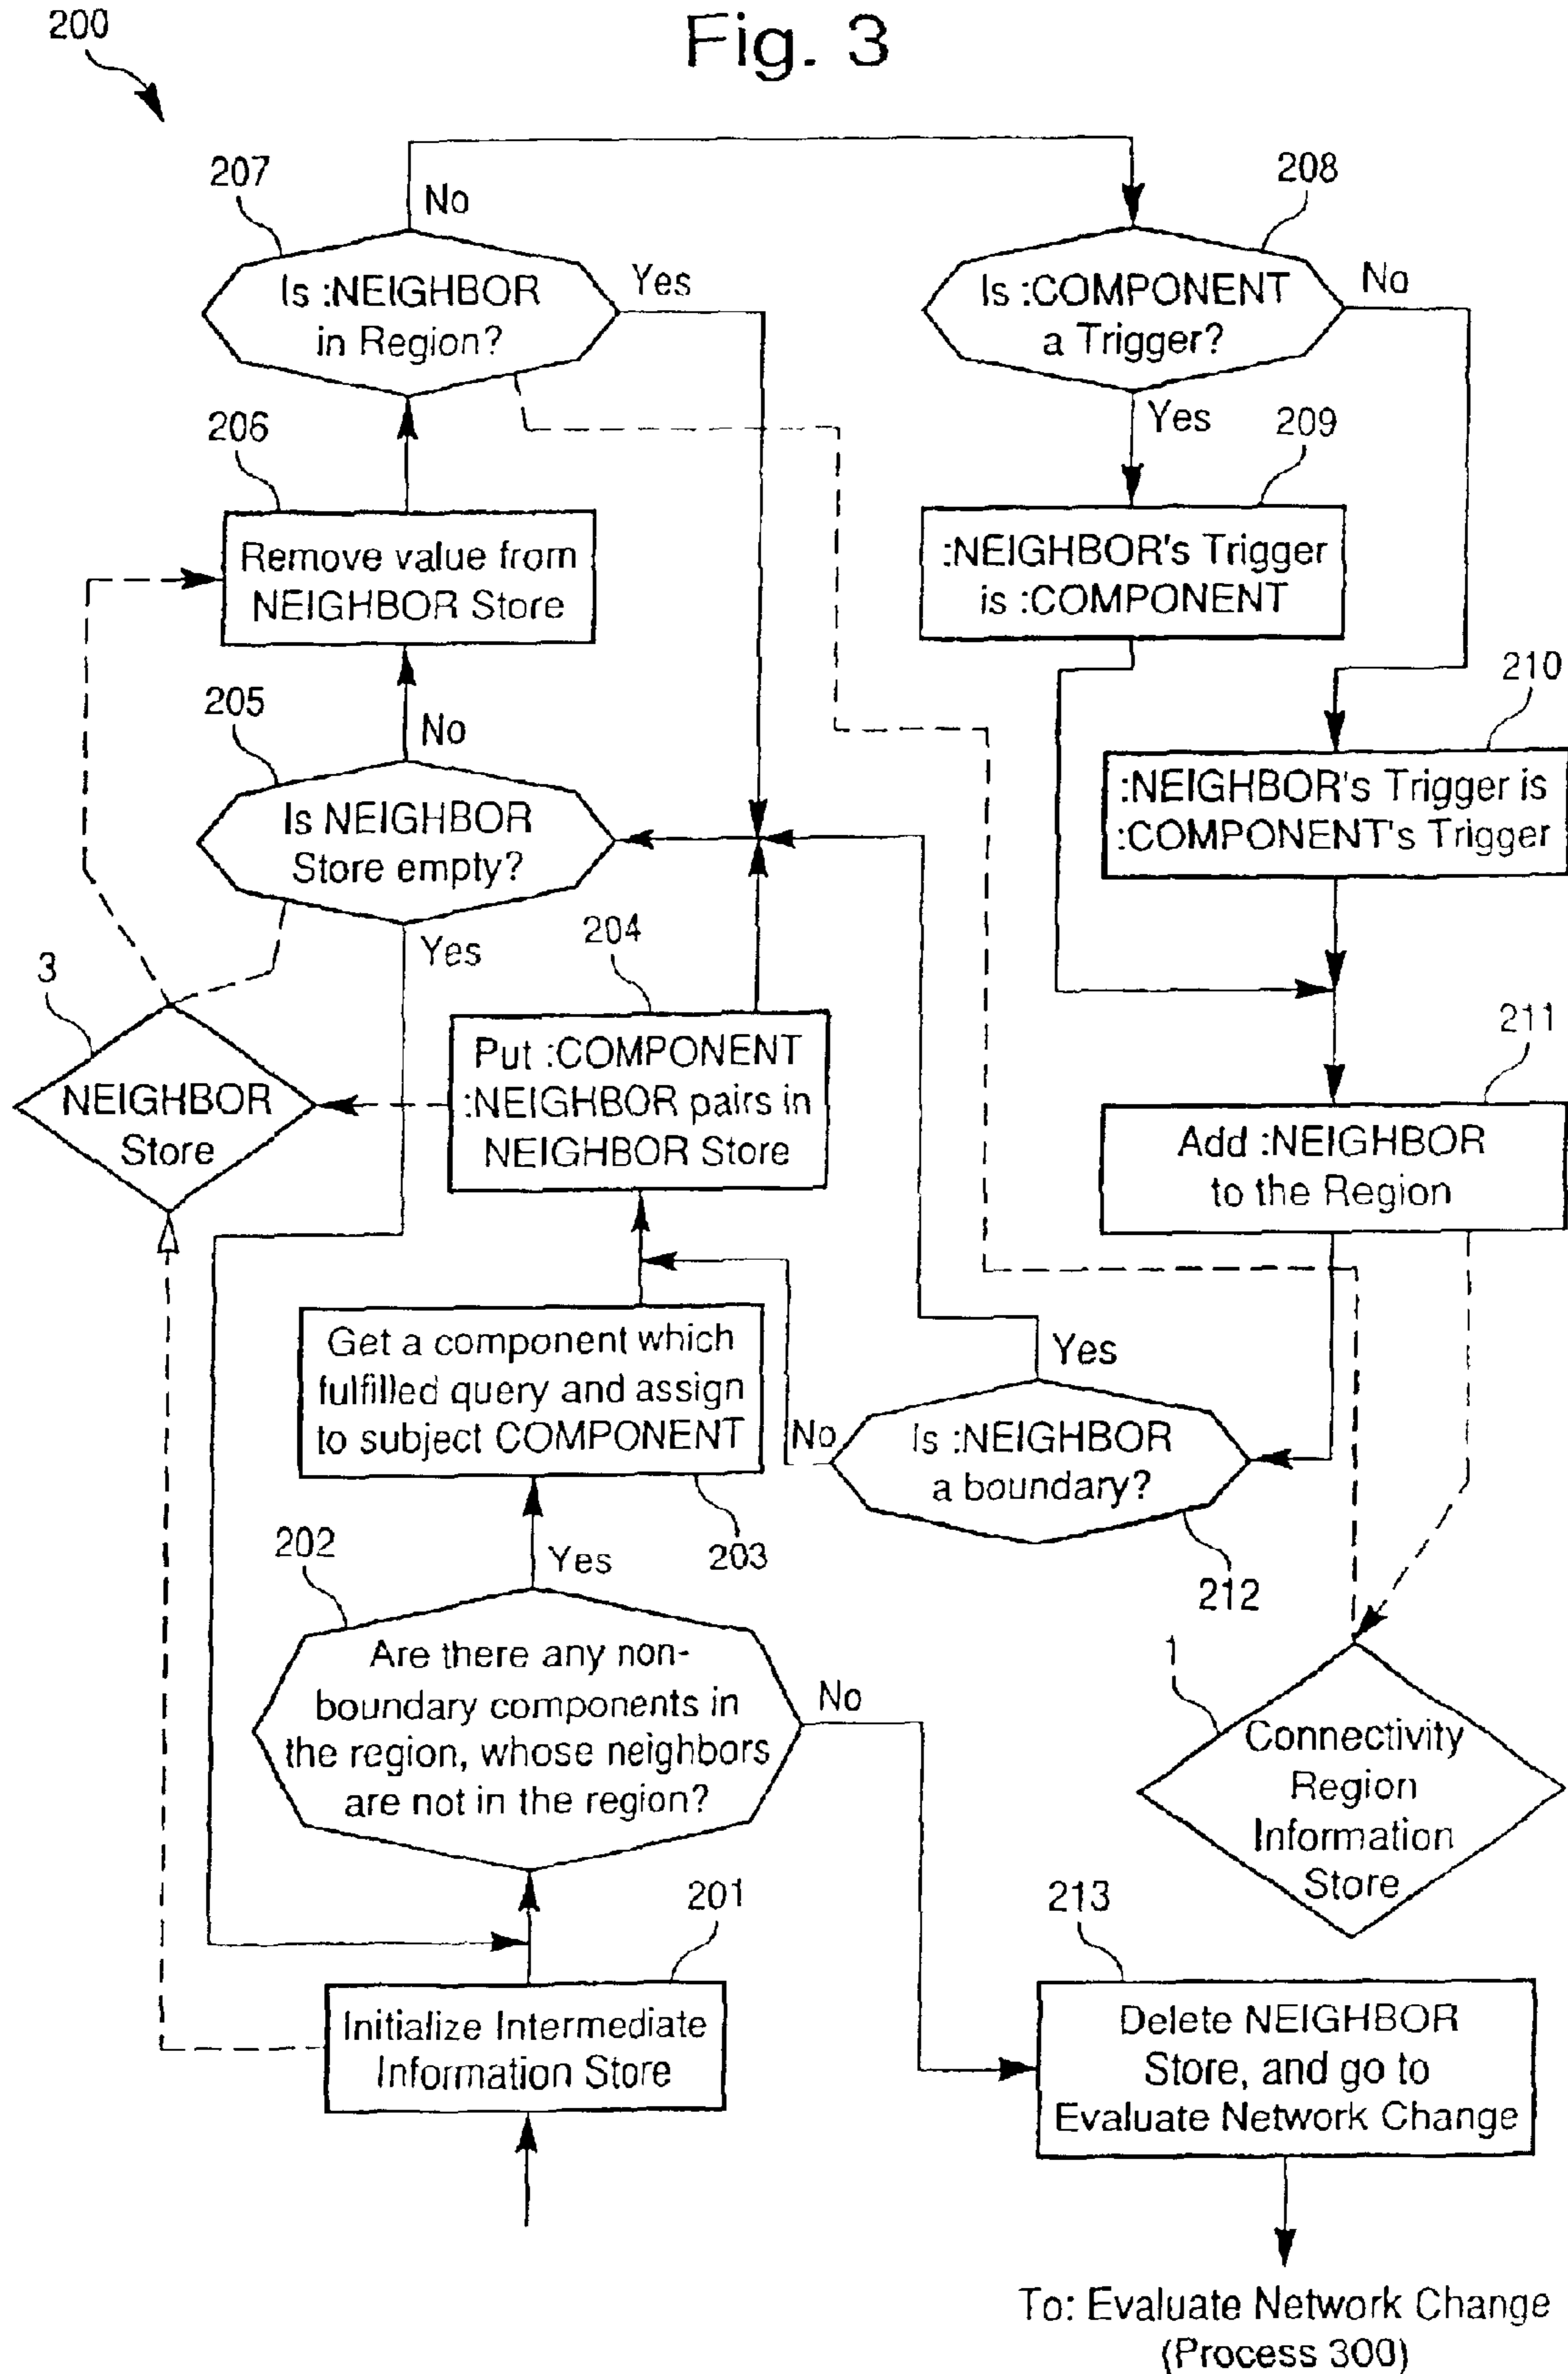 Fig. 3
200
207
No
208
Is :NEIGHBOR
in Region?
Yes
Is :COMPONENT
a Trigger?
No
206
Yes
209
Remove value from
NEIGHBOR Store
:NEIGHBOR's Trigger
is :COMPONENT
205
No
210
Is NEIGHBOR
Store empty?
:NEIGHBOR's Trigger is
:COMPONENT's Trigger
Yes
204
3
NEIGHBOR
Store
Put :COMPONENT
:NEIGHBOR pairs in
NEIGHBOR Store
211
Add :NEIGHBOR
to the Region
Get a component which
fulfilled query and assign
to subject COMPONENT
203
No
Yes
Is :NEIGHBOR
a boundary?
212
202
Yes
Are there any non-
boundary components in
the region, whose neighbors
are not in the region?
No
1
Connectivity
Region
Information
Store
201
213
Initialize Intermediate
Information Store
Delete NEIGHBOR
Store, and go to
Evaluate Network Change
To: Evaluate Network Change
(Process 300)